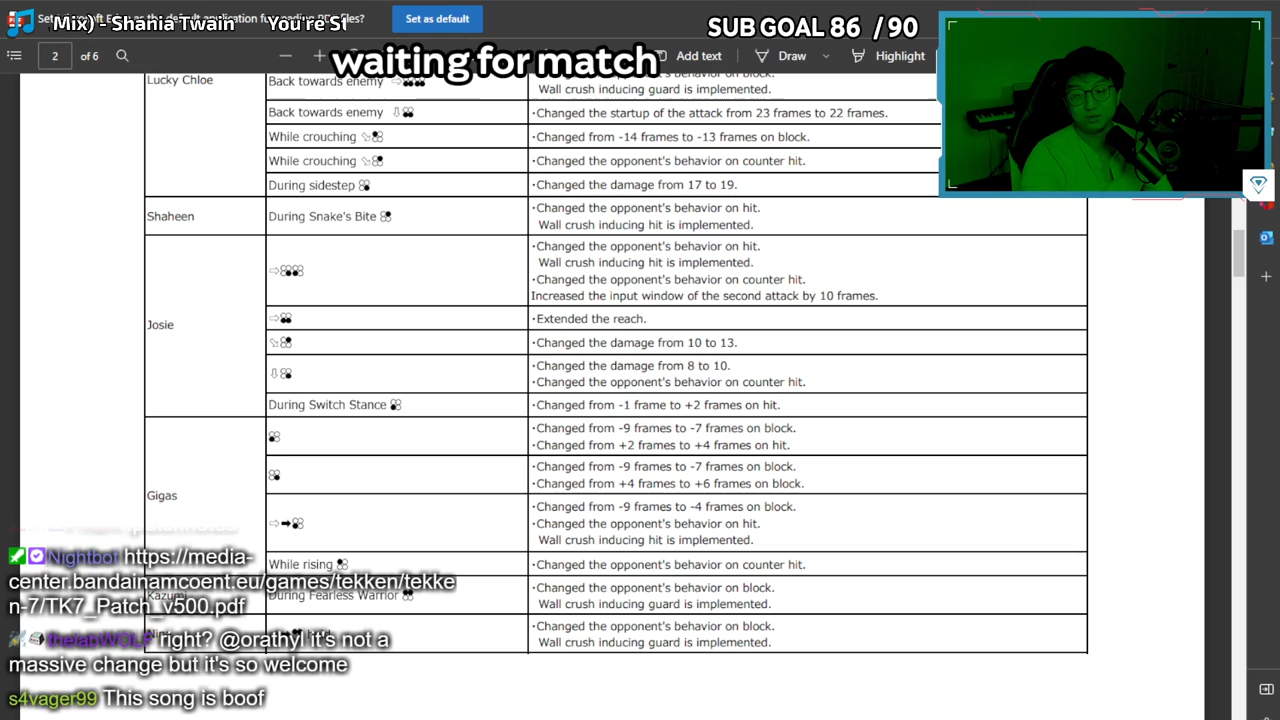 as the default application for reading PDF files?
Set as default
Mix) - Shania Twain
You're St
SUB GOAL 86 / 90
2
of 6
Add text
Draw
Highlight
waiting for match
Lucky Chloe
Back towards enemy
Changed the opponent's behavior on block.
Wall crush inducing guard is implemented.
Back towards enemy
・Changed the startup of the attack from 23 frames to 22 frames.
While crouching
・Changed from -14 frames to -13 frames on block.
While crouching
・Changed the opponent's behavior on counter hit.
During sidestep
・Changed the damage from 17 to 19.
Shaheen
During Snake's Bite
・Changed the opponent's behavior on hit.
Wall crush inducing hit is implemented.
Josie
・Changed the opponent's behavior on hit.
Wall crush inducing hit is implemented.
・Changed the opponent's behavior on counter hit.
Increased the input window of the second attack by 10 frames.
・Extended the reach.
・Changed the damage from 10 to 13.
・Changed the damage from 8 to 10.
・Changed the opponent's behavior on counter hit.
During Switch Stance
・Changed from -1 frame to +2 frames on hit.
Gigas
・Changed from -9 frames to -7 frames on block.
・Changed from +2 frames to +4 frames on hit.
・Changed from -9 frames to -7 frames on block.
・Changed from +4 frames to +6 frames on block.
・Changed from -9 frames to -4 frames on block.
・Changed the opponent's behavior on hit.
Wall crush inducing hit is implemented.
While rising
・Changed the opponent's behavior on counter hit.
Kazumi
During Fearless Warrior
・Changed the opponent's behavior on block.
Wall crush inducing guard is implemented.
・Changed the opponent's behavior on block.
Wall crush inducing guard is implemented.
Nightbot https://media-
center.bandainamcoent.eu/games/tekken/tekke
n-7/TK7_Patch_v500.pdf
right? @orathyl it's not a
massive change but it's so welcome
s4vager99 This song is boof